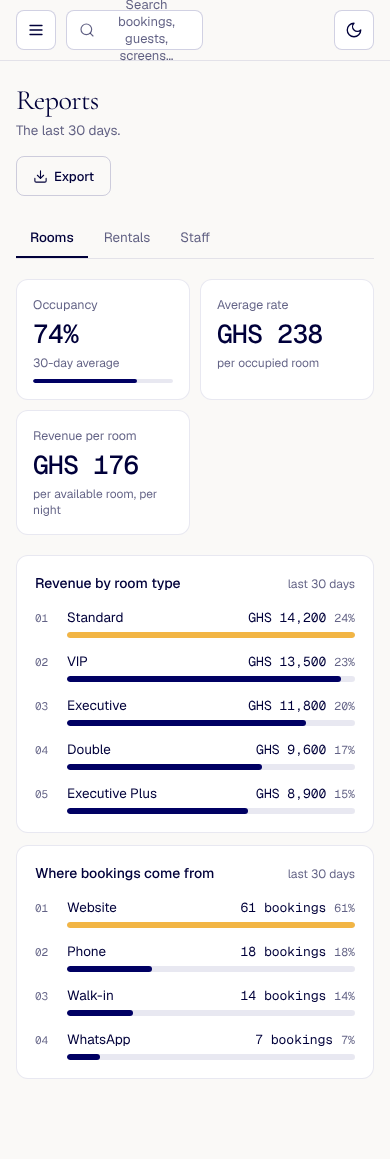 Search
bookings,
guests,
screens…
Reports
The last 30 days.
Export
Rooms Rentals Staff
Occupancy
74%
30-day average
Average rate
GHS 238
per occupied room
Revenue per room
GHS 176
per available room, per
night
Revenue by room type last 30 days
01 Standard GHS 14,200 24%
02 VIP GHS 13,500 23%
03 Executive GHS 11,800 20%
04 Double GHS 9,600 17%
05 Executive Plus GHS 8,900 15%
Where bookings come from last 30 days
01 Website 61 bookings 61%
02 Phone 18 bookings 18%
03 Walk-in 14 bookings 14%
04 WhatsApp 7 bookings 7%